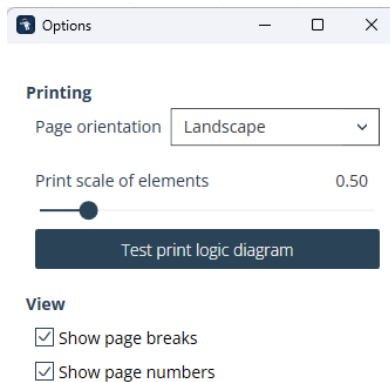 Options
Printing
Page orientation Landscape
Print scale of elements 0.50
Test print logic diagram
View
Show page breaks
Show page numbers